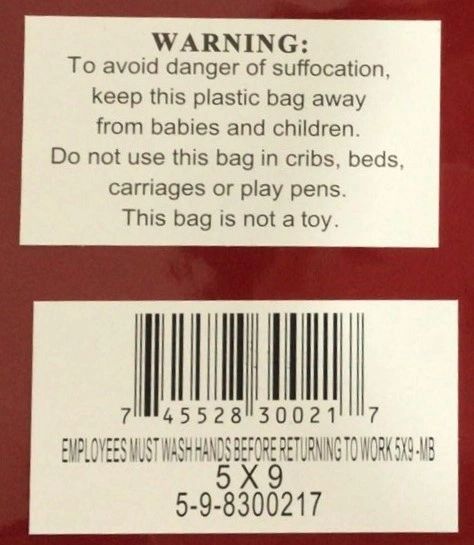 WARNING:
To avoid danger of suffocation,
keep this plastic bag away
from babies and children.
Do not use this bag in cribs, beds,
carriages or play pens.
This bag is not a toy.
7 45528 30021 7
EMPLOYEES MUST WASH HANDS BEFORE RETURNING TO WORK 5X9 -MB
5 X 9
5-9-8300217